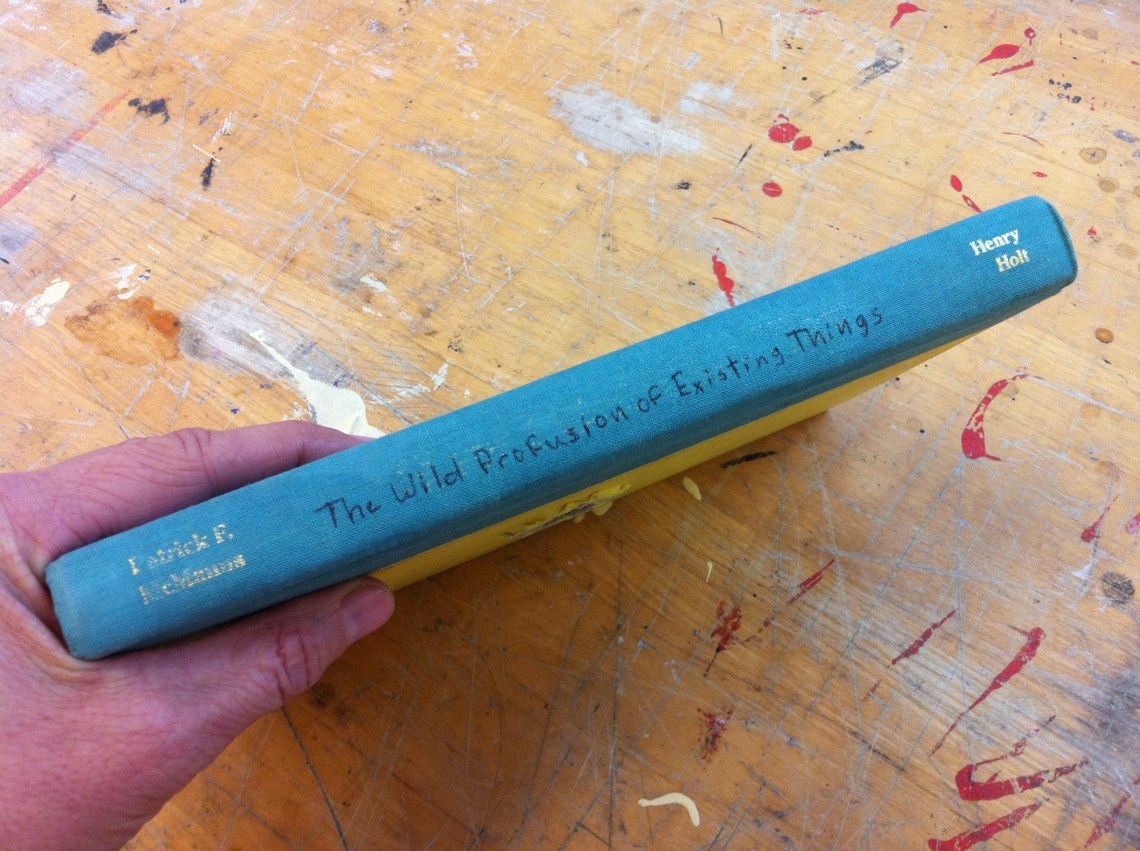 Patrick F.
McManus
The Wild Profusion of Existing Things
Henry
Holt